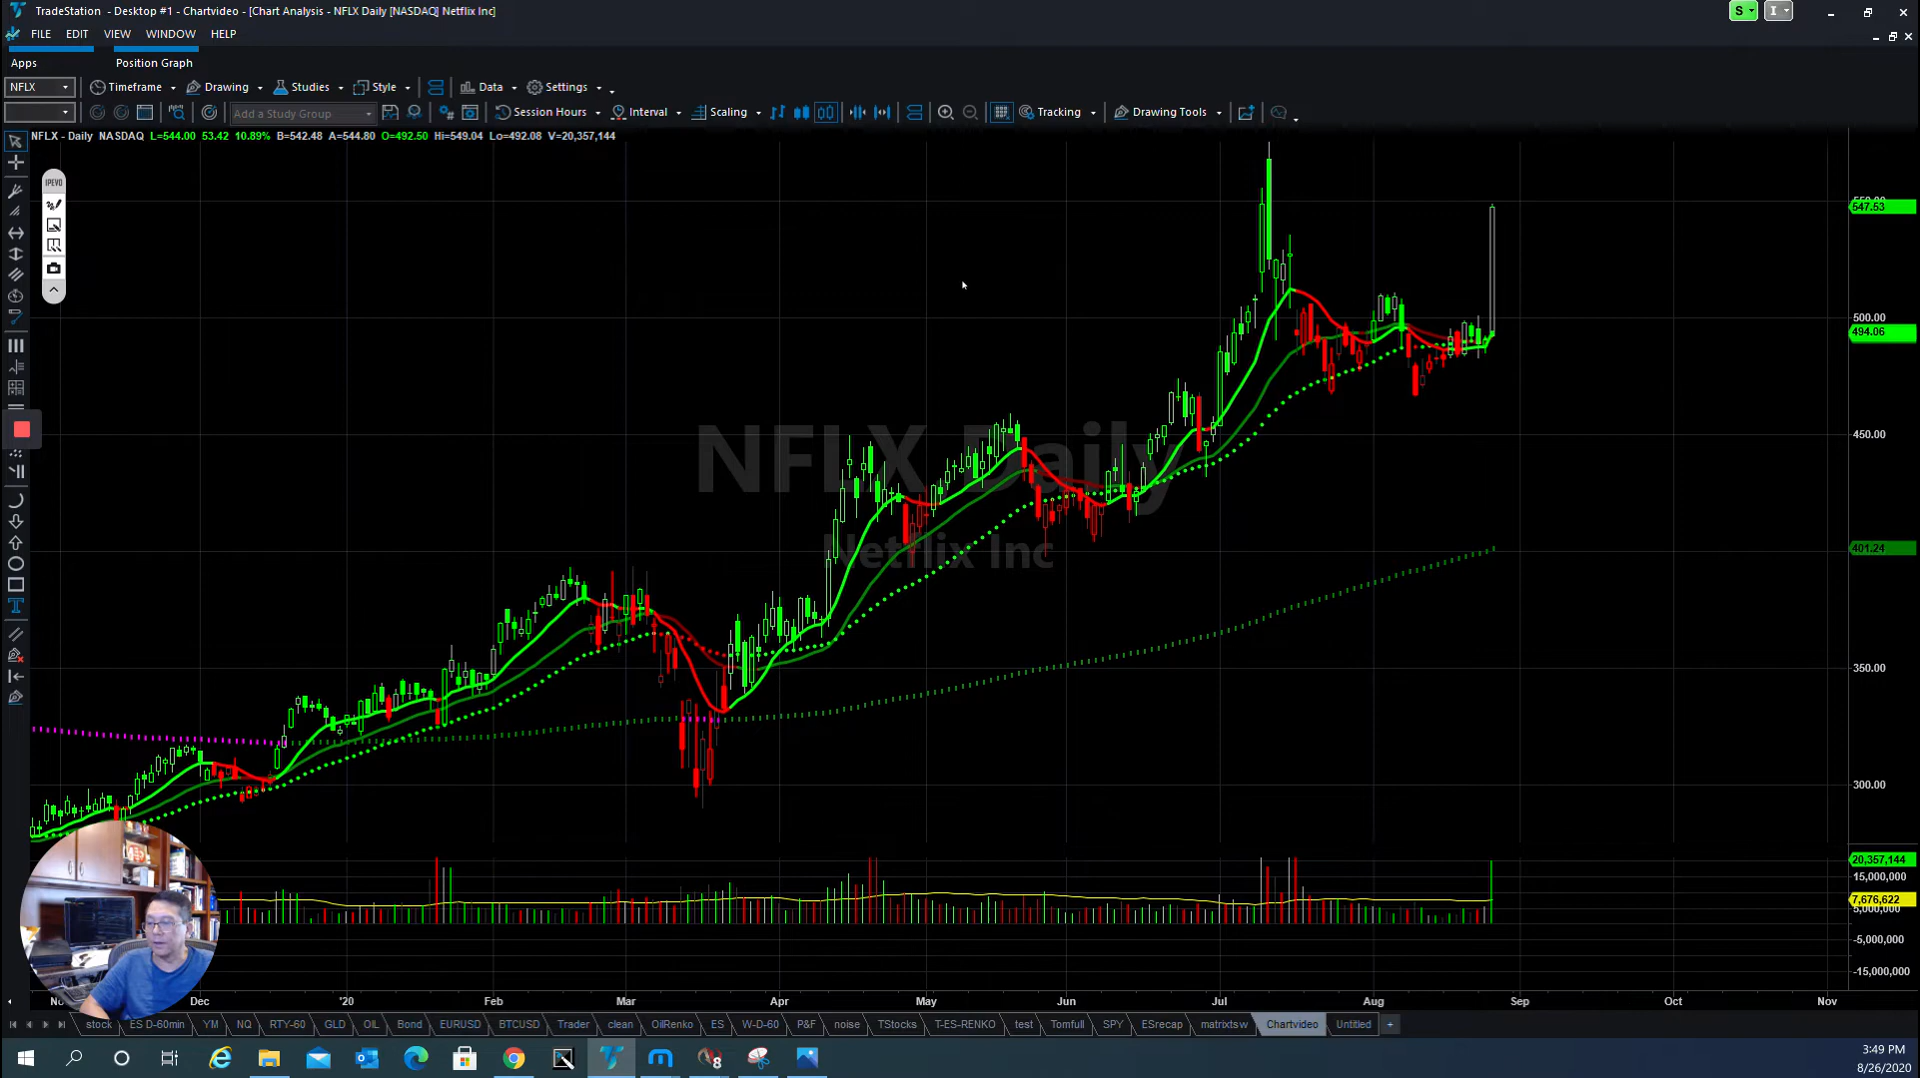 TradeStation - Desktop #1 - Chartvideo - [Chart Analysis - NFLX Daily [NASDAQ] Netflix Inc]
S I
FILE EDIT VIEW WINDOW HELP
Apps Position Graph
NFLX Timeframe Drawing Studies Style Data Settings
Add a Study Group Session Hours Interval Scaling Tracking Drawing Tools
NFLX - Daily NASDAQ L=544.00 53.42 10.89% B=542.48 A=544.80 O=492.50 Hi=549.04 Lo=492.08 V=20,357,144
IPEVO
547.53
500.00
494.06
450.00
NFLX Daily
Netflix Inc
401.24
350.00
300.00
20,357,144
15,000,000
7,676,622
5,000,000
-5,000,000
-15,000,000
Dec '20 Feb Mar Apr May Jun Jul Aug Sep Oct Nov
stock ES D-60min YM NQ RTY-60 GLD OIL Bond EURUSD BTCUSD Trader clean OilRenko ES W-D-60 P&F noise TStocks T-ES-RENKO test Tomfull SPY ESrecap matrixtsw Chartvideo Untitled +
8
3:49 PM
8/26/2020